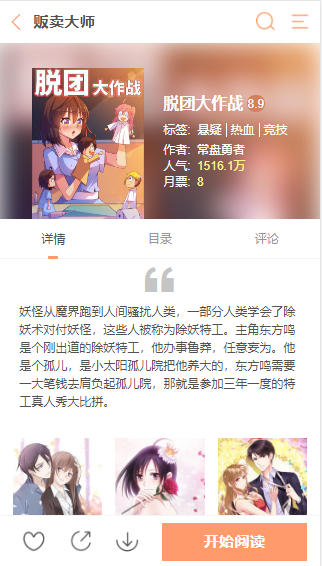 贩卖大师
脱团大作战
脱团大作战 8.9
标签: 悬疑 | 热血 | 竞技
作者: 常盘勇者
人气: 1516.1万
月票: 8
详情 目录 评论
妖怪从魔界跑到人间骚扰人类，一部分人类学会了除
妖术对付妖怪，这些人被称为除妖特工。主角东方鸣
是个刚出道的除妖特工，他办事鲁莽，任意妄为。他
是个孤儿，是小太阳孤儿院把他养大的，东方鸣需要
一大笔钱去肩负起孤儿院，那就是参加三年一度的特
工真人秀大比拼。
开始阅读